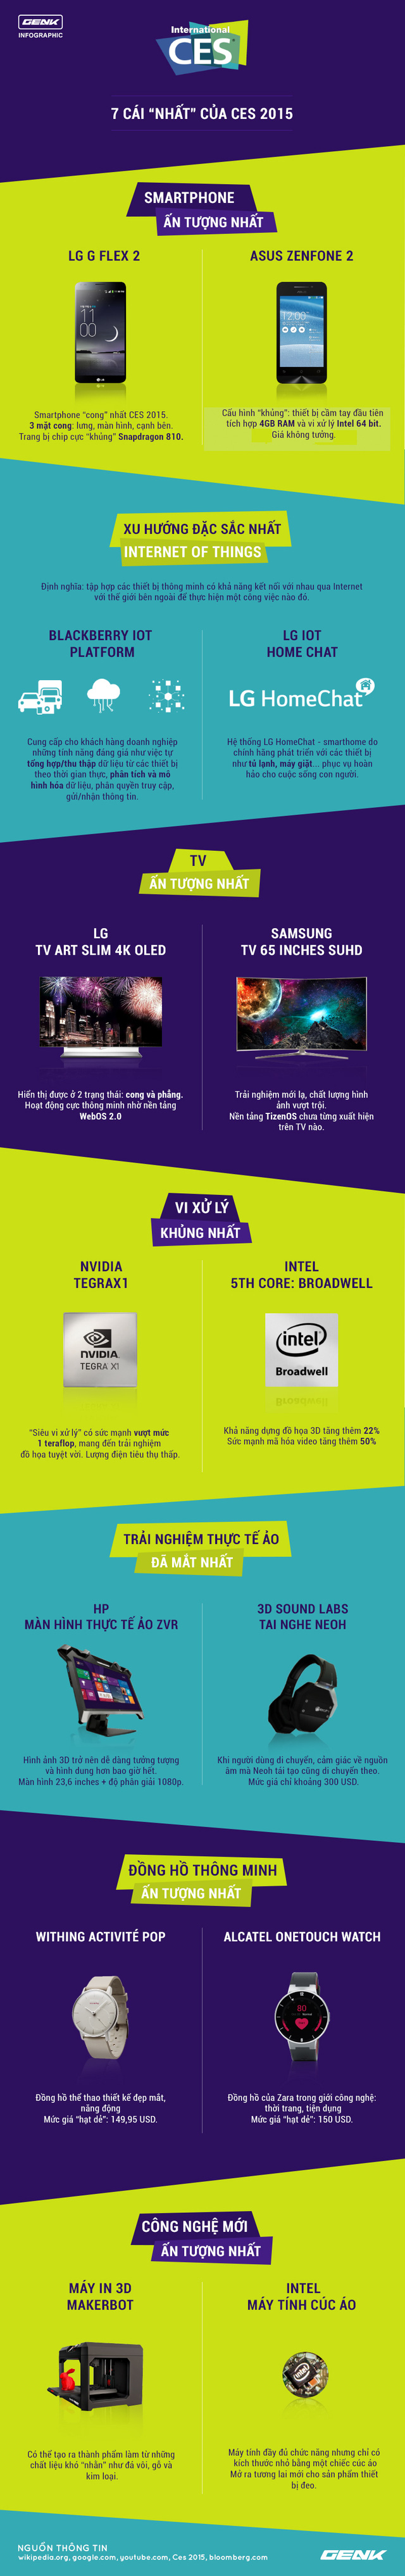 GENK
INFOGRAPHIC
International
CES
7 CÁI “NHẤT” CỦA CES 2015
SMARTPHONE
ẤN TƯỢNG NHẤT
LG G FLEX 2
Smartphone “cong” nhất CES 2015.
3 mặt cong: lưng, màn hình, cạnh bên.
Trang bị chip cực “khủng” Snapdragon 810.
ASUS ZENFONE 2
Cấu hình “khủng”: thiết bị cầm tay đầu tiên
tích hợp 4GB RAM và vi xử lý Intel 64 bit.
Giá không tưởng.
XU HƯỚNG ĐẶC SẮC NHẤT
INTERNET OF THINGS
Định nghĩa: tập hợp các thiết bị thông minh có khả năng kết nối với nhau qua Internet
với thế giới bên ngoài để thực hiện một công việc nào đó.
BLACKBERRY IOT
PLATFORM
Cung cấp cho khách hàng doanh nghiệp
những tính năng đáng giá như việc tự
tổng hợp/thu thập dữ liệu từ các thiết bị
theo thời gian thực, phân tích và mô
hình hóa dữ liệu, phân quyền truy cập,
gửi/nhận thông tin.
LG IOT
HOME CHAT
LG HomeChat
Hệ thống LG HomeChat - smarthome do
chính hãng phát triển với các thiết bị
như tủ lạnh, máy giặt... phục vụ hoàn
hảo cho cuộc sống con người.
TV
ẤN TƯỢNG NHẤT
LG
TV ART SLIM 4K OLED
Hiển thị được ở 2 trạng thái: cong và phẳng.
Hoạt động cực thông minh nhờ nền tảng
WebOS 2.0
SAMSUNG
TV 65 INCHES SUHD
Trải nghiệm mới lạ, chất lượng hình
ảnh vượt trội.
Nền tảng TizenOS chưa từng xuất hiện
trên TV nào.
VI XỬ LÝ
KHỦNG NHẤT
NVIDIA
TEGRAX1
NVIDIA.
TEGRA X1
“Siêu vi xử lý” có sức mạnh vượt mức
1 teraflop, mang đến trải nghiệm
đồ họa tuyệt vời. Lượng điện tiêu thụ thấp.
INTEL
5TH CORE: BROADWELL
intel
Broadwell
Khả năng dựng đồ họa 3D tăng thêm 22%
Sức mạnh mã hóa video tăng thêm 50%
TRẢI NGHIỆM THỰC TẾ ẢO
ĐÃ MẮT NHẤT
HP
MÀN HÌNH THỰC TẾ ẢO ZVR
Hình ảnh 3D trở nên dễ dàng tưởng tượng
và hình dung hơn bao giờ hết.
Màn hình 23,6 inches + độ phân giải 1080p.
3D SOUND LABS
TAI NGHE NEOH
Khi người dùng di chuyển, cảm giác về nguồn
âm mà Neoh tái tạo cũng di chuyển theo.
Mức giá chỉ khoảng 300 USD.
ĐỒNG HỒ THÔNG MINH
ẤN TƯỢNG NHẤT
WITHING ACTIVITÉ POP
Đồng hồ thể thao thiết kế đẹp mắt,
năng động
Mức giá “hạt dẻ”: 149,95 USD.
ALCATEL ONETOUCH WATCH
80
Đồng hồ của Zara trong giới công nghệ:
thời trang, tiện dụng
Mức giá “hạt dẻ”: 150 USD.
CÔNG NGHỆ MỚI
ẤN TƯỢNG NHẤT
MÁY IN 3D
MAKERBOT
Có thể tạo ra thành phẩm làm từ những
chất liệu khó “nhằn” như đá vôi, gỗ và
kim loại.
INTEL
MÁY TÍNH CÚC ÁO
intel
Máy tính đầy đủ chức năng nhưng chỉ có
kích thước nhỏ bằng một chiếc cúc áo
Mở ra tương lai mới cho sản phẩm thiết
bị đeo.
NGUỒN THÔNG TIN
wikipedia.org, google.com, youtube.com, Ces 2015, bloomberg.com
GENK